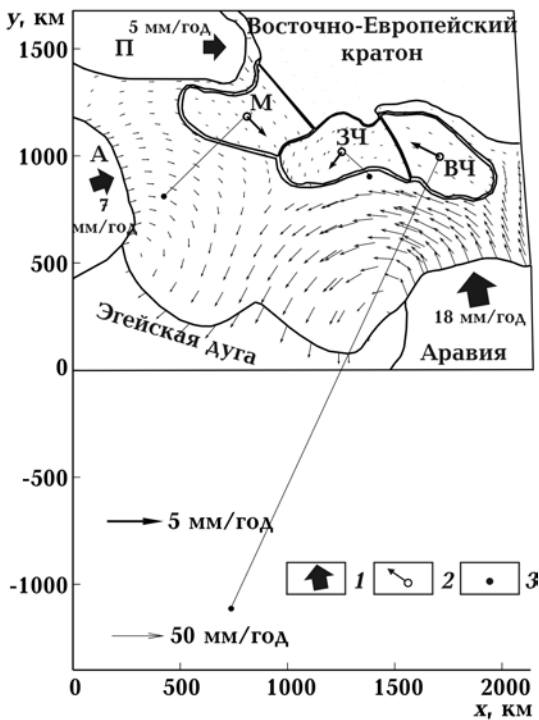 y, км
1500
1000
500
0
-500
-1000
0
500
1000
1500
2000
x, км
П
5 мм/год
Восточно-Европейский
кратон
М
ЗЧ
ВЧ
А
7
мм/год
18 мм/год
Эгейская дуга
Аравия
5 мм/год
50 мм/год
1
2
3